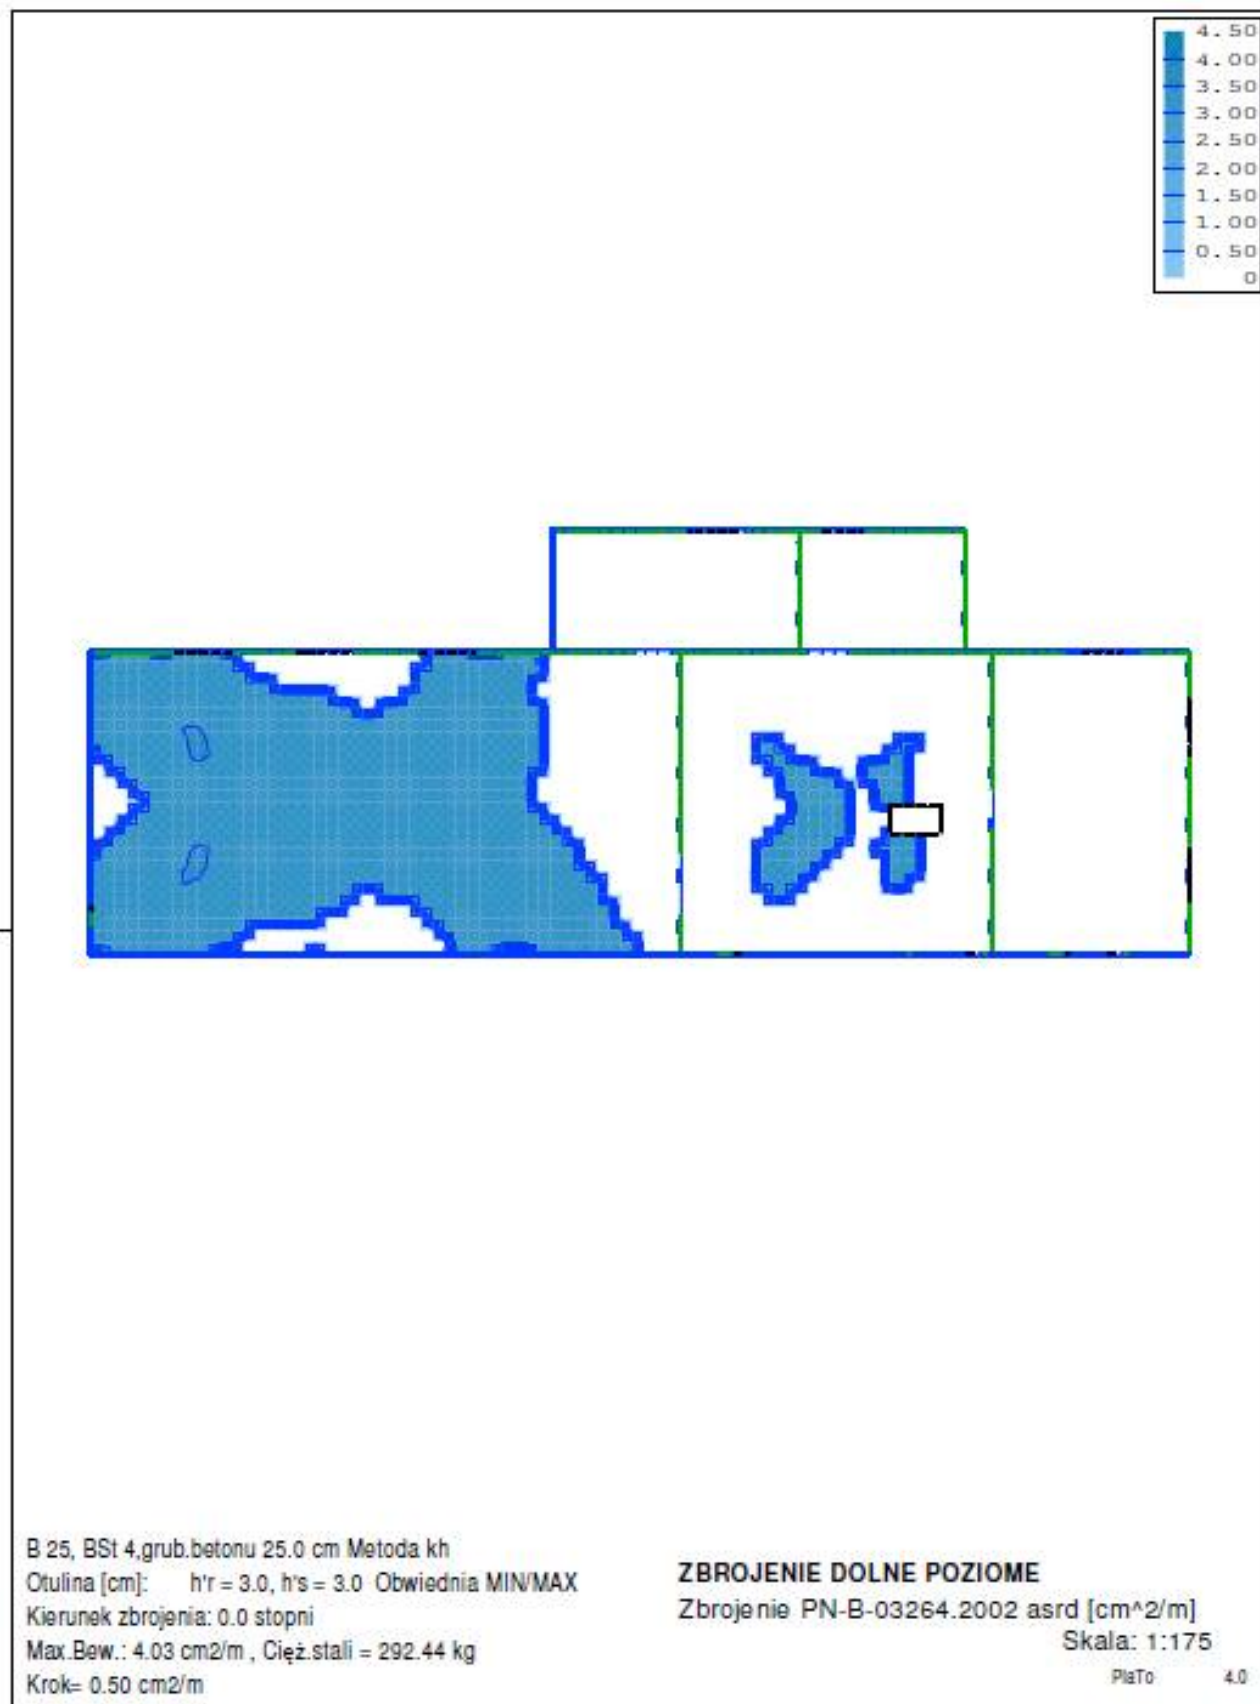 4.50
4.00
3.50
3.00
2.50
2.00
1.50
1.00
0.50
0
B 25, BSt 4,grub.betonu 25.0 cm Metoda kh
Otulina [cm]: h'r = 3.0, h's = 3.0 Obwiednia MIN/MAX
Kierunek zbrojenia: 0.0 stopni
Max.Bew.: 4.03 cm2/m , Cięż.stali = 292.44 kg
Krok= 0.50 cm2/m
ZBROJENIE DOLNE POZIOME
Zbrojenie PN-B-03264.2002 asrd [cm^2/m]
Skala: 1:175
PlaTo 4.0